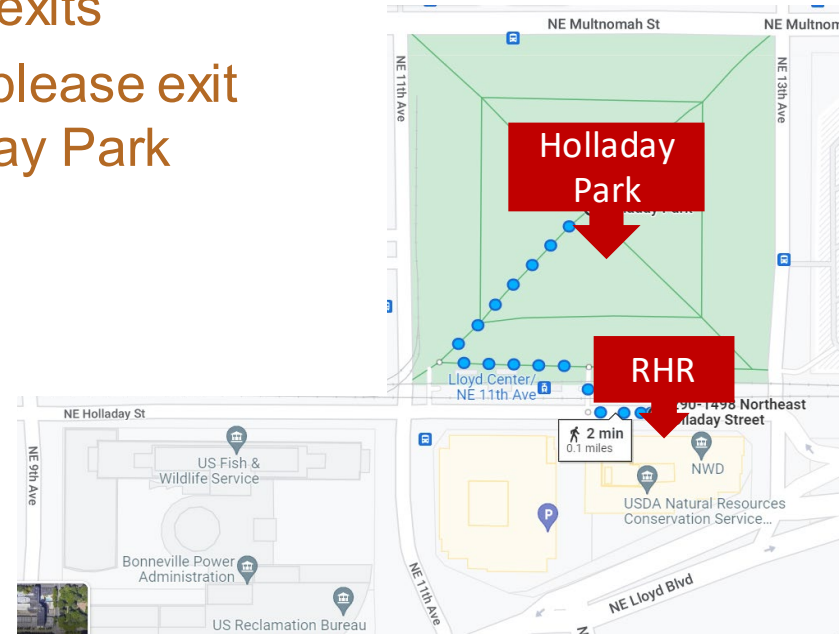 exits
please exit
ay Park
NE Multnomah St
NE Multnom
NE 11th Ave
NE 13th Ave
Holladay
Park
RHR
Lloyd Center/
NE 11th Ave
90-1498 Northeast
lladay Street
NE Holladay St
2 min
0.1 miles
NE 9th Ave
US Fish &
Wildlife Service
NWD
USDA Natural Resources
Conservation Service...
P
Bonneville Power
Administration
NE 11th Ave
NE Lloyd Blvd
US Reclamation Bureau